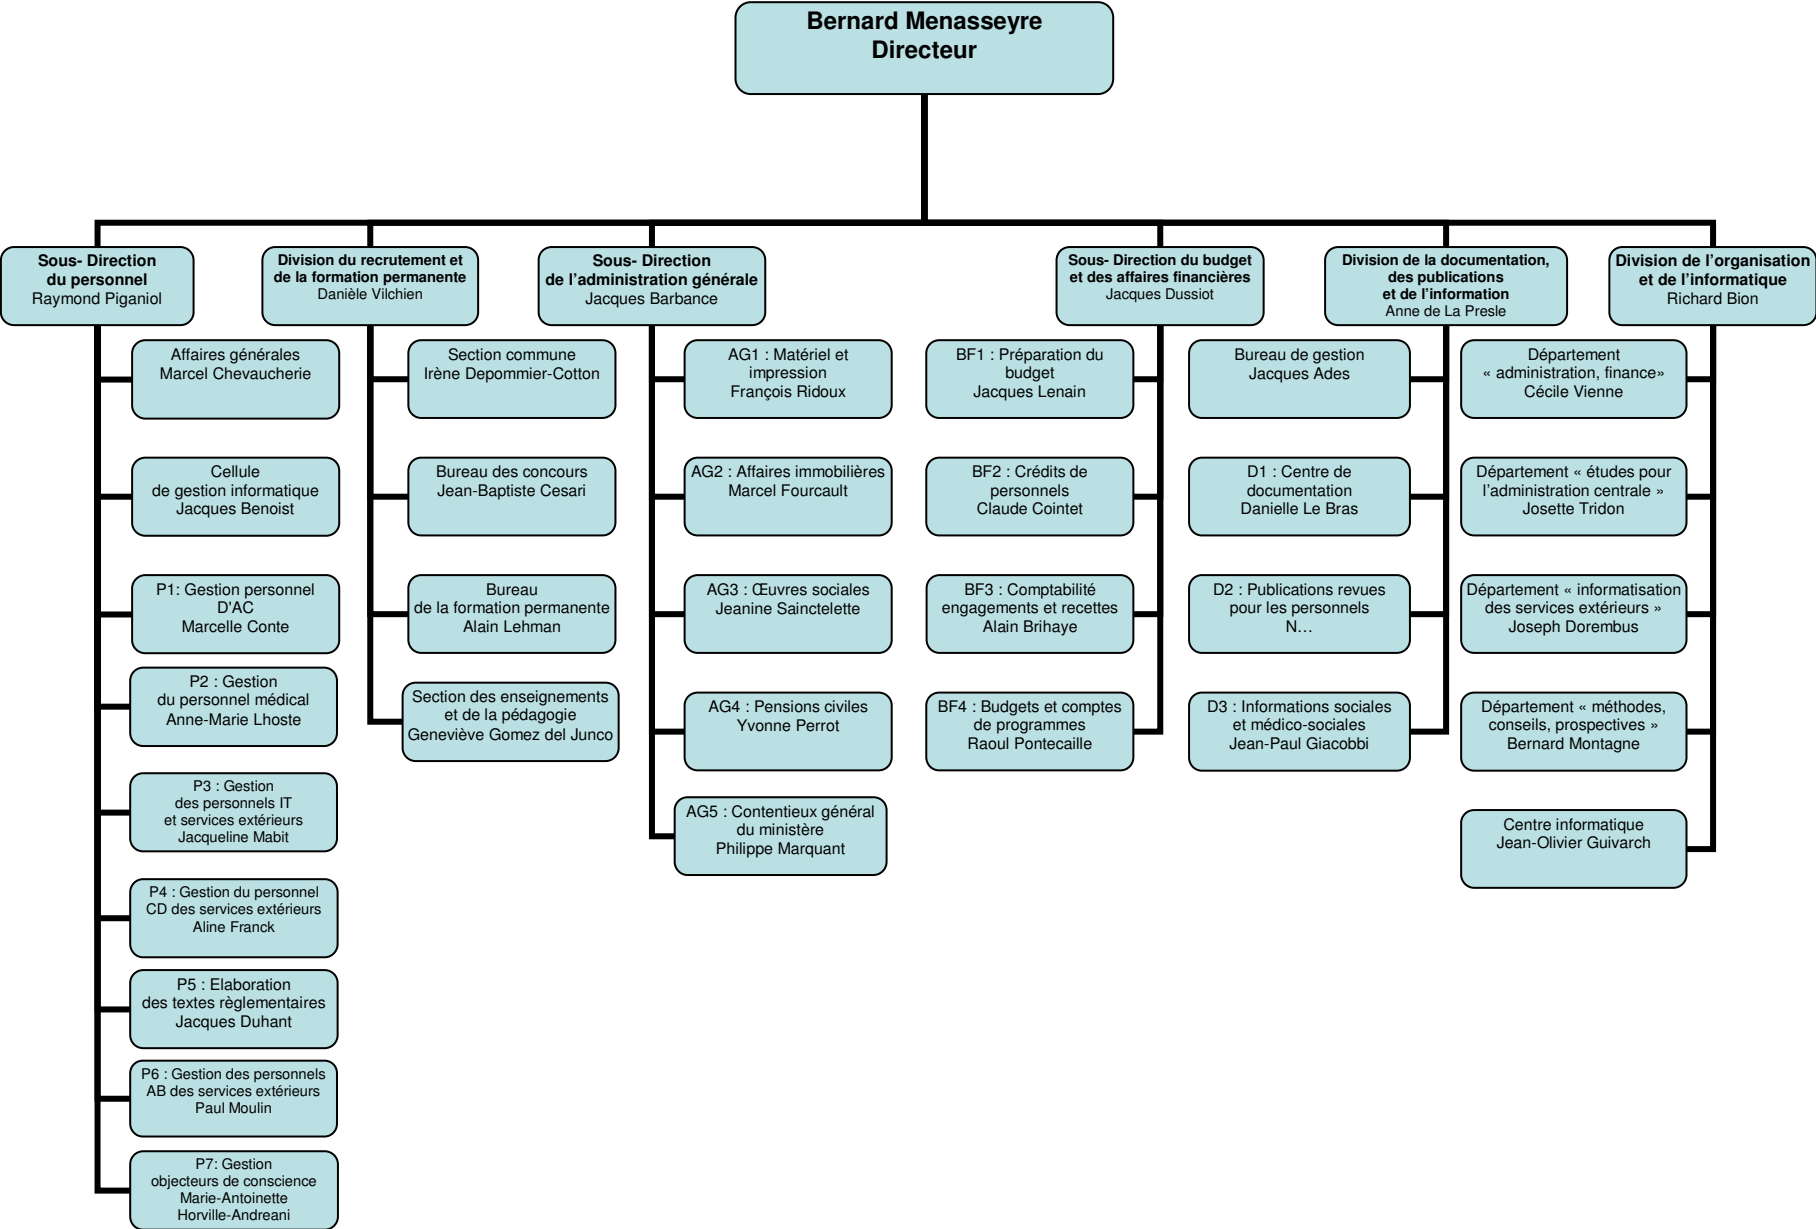 Bernard Menasseyre
Directeur
Sous- Direction
du personnel
Raymond Piganiol
Division du recrutement et
de la formation permanente
Danièle Vilchien
Sous- Direction
de l'administration générale
Jacques Barbance
Sous- Direction du budget
et des affaires financières
Jacques Dussiot
Division de la documentation,
des publications
et de l'information
Anne de La Presle
Division de l'organisation
et de l'informatique
Richard Bion
Affaires générales
Marcel Chevaucherie
Cellule
de gestion informatique
Jacques Benoist
P1: Gestion personnel
D'AC
Marcelle Conte
P2 : Gestion
du personnel médical
Anne-Marie Lhoste
P3 : Gestion
des personnels IT
et services extérieurs
Jacqueline Mabit
P4 : Gestion du personnel
CD des services extérieurs
Aline Franck
P5 : Elaboration
des textes règlementaires
Jacques Duhant
P6 : Gestion des personnels
AB des services extérieurs
Paul Moulin
P7: Gestion
objecteurs de conscience
Marie-Antoinette
Horville-Andreani
Section commune
Irène Depommier-Cotton
Bureau des concours
Jean-Baptiste Cesari
Bureau
de la formation permanente
Alain Lehman
Section des enseignements
et de la pédagogie
Geneviève Gomez del Junco
AG1 : Matériel et
impression
François Ridoux
AG2 : Affaires immobilières
Marcel Fourcault
AG3 : Œuvres sociales
Jeanine Sainctelette
AG4 : Pensions civiles
Yvonne Perrot
AG5 : Contentieux général
du ministère
Philippe Marquant
BF1 : Préparation du
budget
Jacques Lenain
BF2 : Crédits de
personnels
Claude Cointet
BF3 : Comptabilité
engagements et recettes
Alain Brihaye
BF4 : Budgets et comptes
de programmes
Raoul Pontecaille
Bureau de gestion
Jacques Ades
D1 : Centre de
documentation
Danielle Le Bras
D2 : Publications revues
pour les personnels
N…
D3 : Informations sociales
et médico-sociales
Jean-Paul Giacobbi
Département
« administration, finance»
Cécile Vienne
Département « études pour
l'administration centrale »
Josette Tridon
Département « informatisation
des services extérieurs »
Joseph Dorembus
Département « méthodes,
conseils, prospectives »
Bernard Montagne
Centre informatique
Jean-Olivier Guivarch